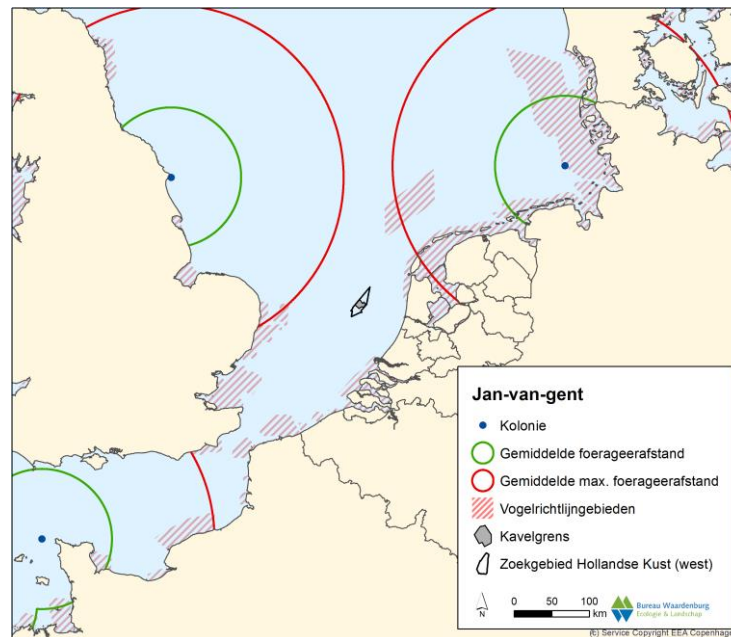 Jan-van-gent
Kolonie
Gemiddelde foerageerafstand
Gemiddelde max. foerageerafstand
Vogelrichtlijngebieden
Kavelgrens
Zoekgebied Hollandse Kust (west)
N
0 50 100
km
Bureau Waardenburg
Ecologie & Landschap
(c) Service Copyright EEA Copenhage